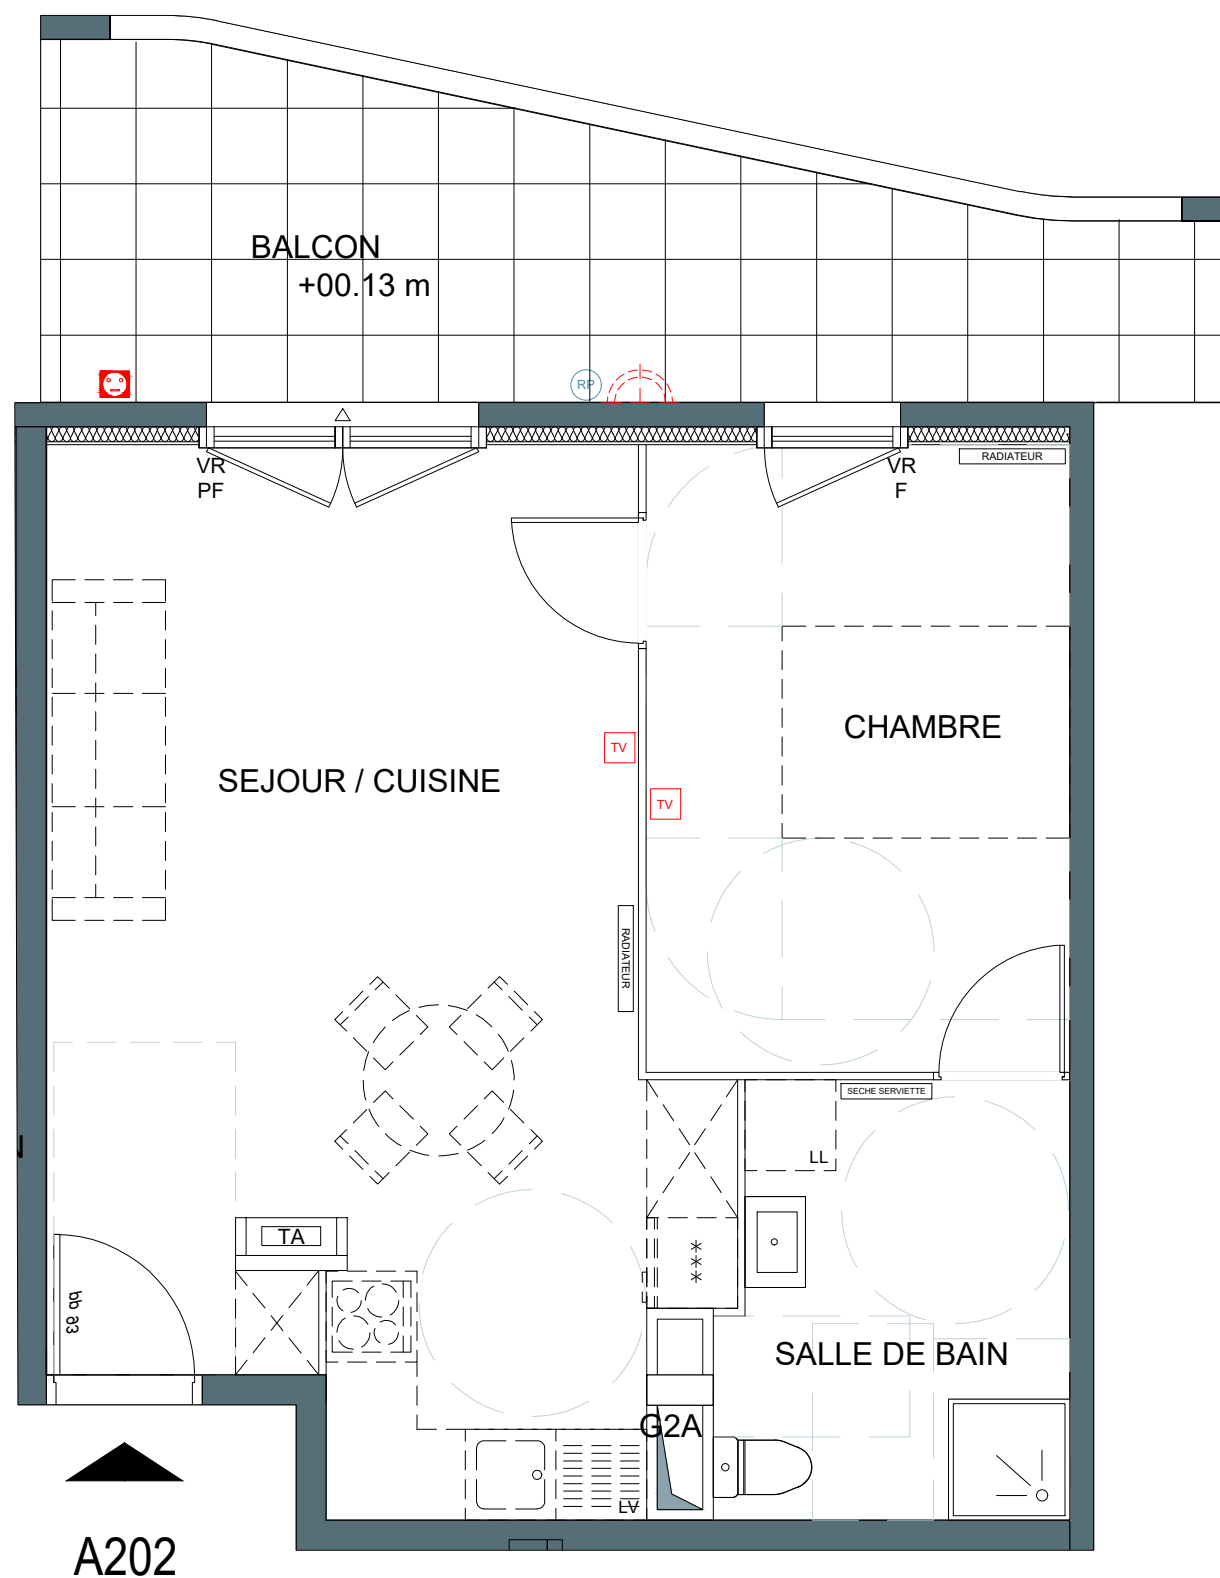 BALCON
+00.13 m
RP
VR
PF
VR
F
RADIATEUR
CHAMBRE
TV
SEJOUR / CUISINE
TV
RADIATEUR
SECHE SERVIETTE
LL
TA
***
bb 93
SALLE DE BAIN
G2A
LV
A202